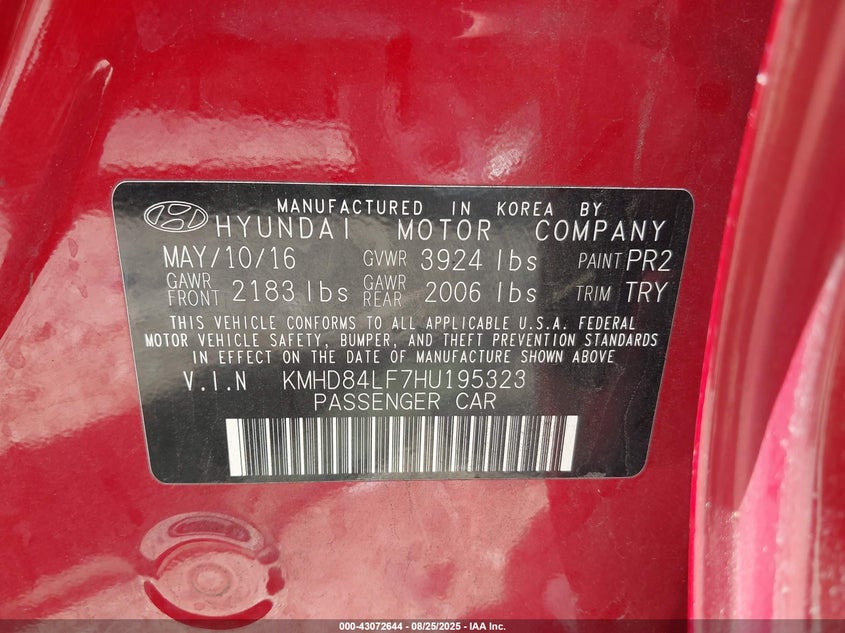 MANUFACTURED IN KOREA BY
HYUNDAI MOTOR COMPANY
MAY/10/16 GVWR 3924 lbs PAINT PR2
GAWR FRONT 2183 lbs GAWR REAR 2006 lbs TRIM TRY
THIS VEHICLE CONFORMS TO ALL APPLICABLE U.S.A. FEDERAL
MOTOR VEHICLE SAFETY, BUMPER, AND THEFT PREVENTION STANDARDS
IN EFFECT ON THE DATE OF MANUFACTURE SHOWN ABOVE
V.I.N KMHD84LF7HU195323
PASSENGER CAR
000-43072644 - 08/25/2025 - IAA Inc.